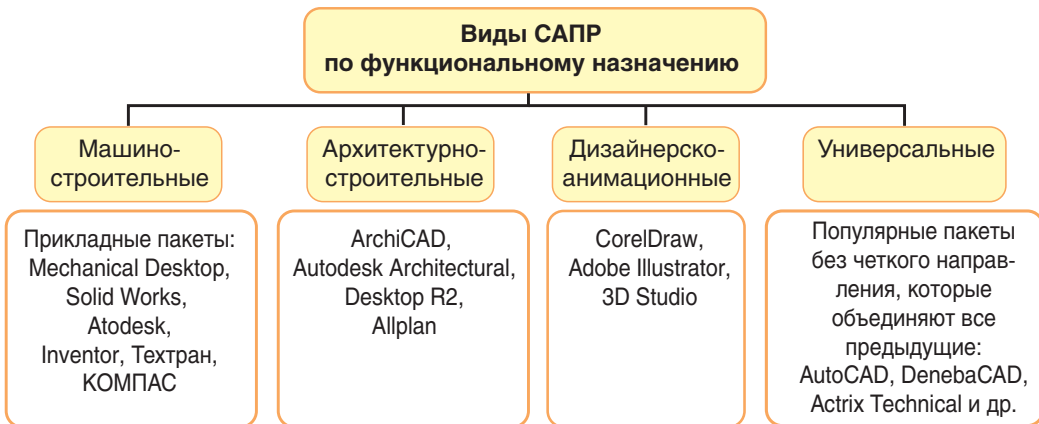 Виды САПР
по функциональному назначению
Машино-
строительные
Архитектурно-
строительные
Дизайнерско-
анимационные
Универсальные
Прикладные пакеты:
Mechanical Desktop,
Solid Works,
Atodesk,
Inventor, Техтран,
КОМПАС
ArchiCAD,
Autodesk Architectural,
Desktop R2,
Allplan
CorelDraw,
Adobe Illustrator,
3D Studio
Популярные пакеты
без четкого направ-
ления, которые
объединяют все
предыдущие:
AutoCAD, DenebaCAD,
Actrix Technical и др.